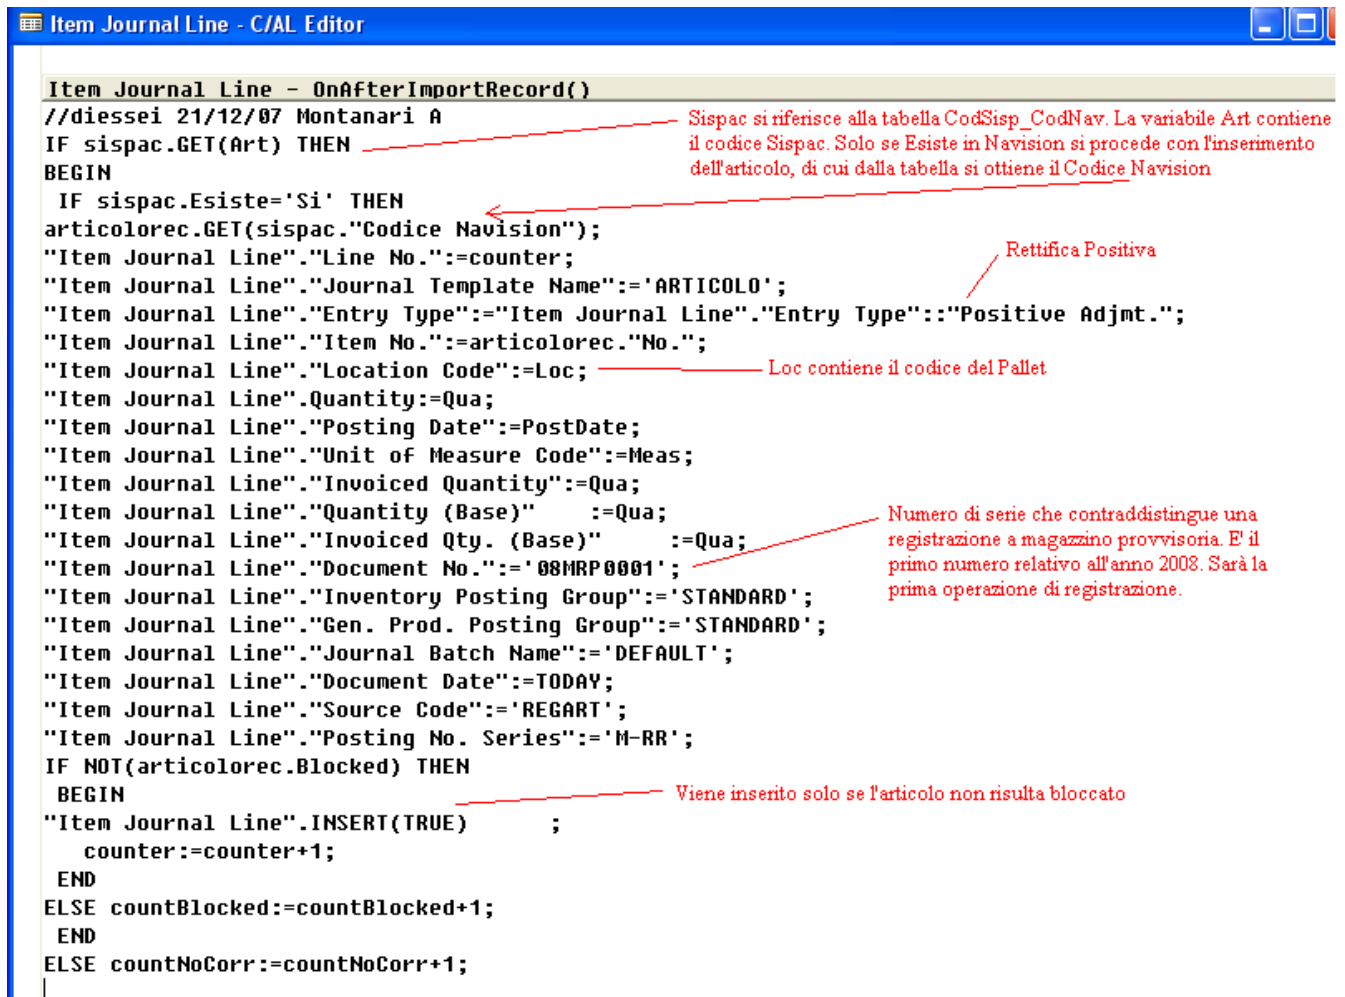 Item Journal Line - C/AL Editor
Item Journal Line - OnAfterImportRecord()
//diessei 21/12/07 Montanari A
IF sispac.GET(Art) THEN
BEGIN
IF sispac.Esiste='Si' THEN
articolorec.GET(sispac."Codice Navision");
"Item Journal Line"."Line No.":=counter;
"Item Journal Line"."Journal Template Name":='ARTICOLO';
"Item Journal Line"."Entry Type":="Item Journal Line"."Entry Type"::"Positive Adjmt.";
"Item Journal Line"."Item No.":=articolorec."No.";
"Item Journal Line"."Location Code":=Loc;
"Item Journal Line".Quantity:=Qua;
"Item Journal Line"."Posting Date":=PostDate;
"Item Journal Line"."Unit of Measure Code":=Meas;
"Item Journal Line"."Invoiced Quantity":=Qua;
"Item Journal Line"."Quantity (Base)" :=Qua;
"Item Journal Line"."Invoiced Qty. (Base)" :=Qua;
"Item Journal Line"."Document No.":='08MRP0001';
"Item Journal Line"."Inventory Posting Group":='STANDARD';
"Item Journal Line"."Gen. Prod. Posting Group":='STANDARD';
"Item Journal Line"."Journal Batch Name":='DEFAULT';
"Item Journal Line"."Document Date":=TODAY;
"Item Journal Line"."Source Code":='REGART';
"Item Journal Line"."Posting No. Series":='M-RR';
IF NOT(articolorec.Blocked) THEN
BEGIN
"Item Journal Line".INSERT(TRUE) ;
counter:=counter+1;
END
ELSE countBlocked:=countBlocked+1;
END
ELSE countNoCorr:=countNoCorr+1;
Sispac si riferisce alla tabella CodSisp_CodNav. La variabile Art contiene
il codice Sispac. Solo se Esiste in Navision si procede con l'inserimento
dell'articolo, di cui dalla tabella si ottiene il Codice Navision
Rettifica Positiva
Loc contiene il codice del Pallet
Numero di serie che contraddistingue una
registrazione a magazzino provvisoria. E' il
primo numero relativo all'anno 2008. Sarà la
prima operazione di registrazione.
Viene inserito solo se l'articolo non risulta bloccato